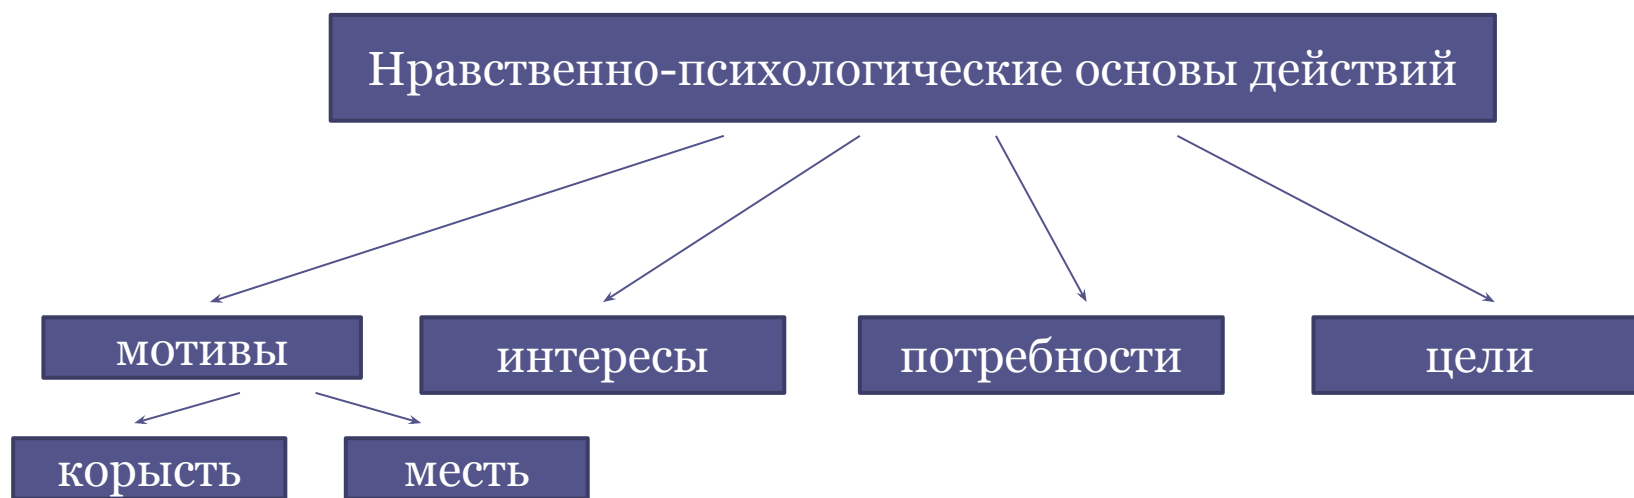 Нравственно-психологические основы действий
мотивы
интересы
потребности
цели
корысть
месть